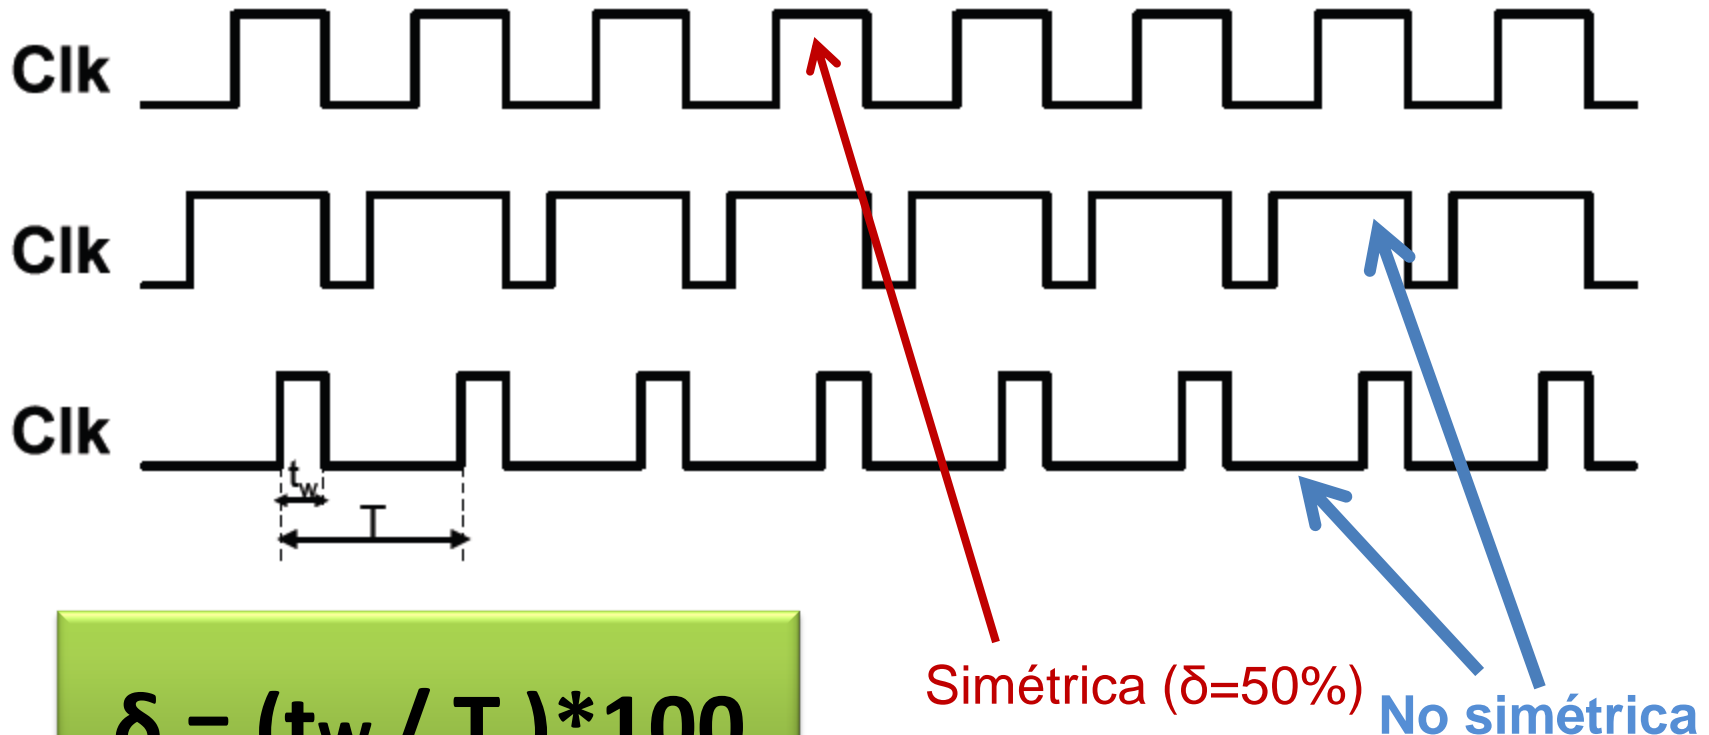 Clk
Clk
Clk
tw
T
δ = (tw / T )*100
Simétrica (δ=50%)
No simétrica